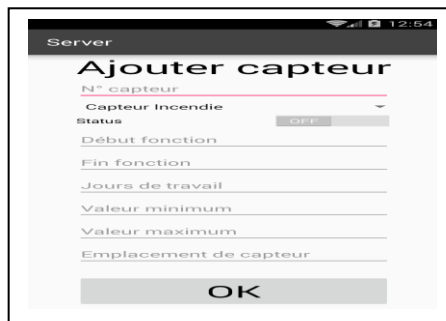 12:54
Server
Ajouter capteur
N° capteur
Capteur Incendie
Status OFF
Début fonction
Fin fonction
Jours de travail
Valeur minimum
Valeur maximum
Emplacement de capteur
OK